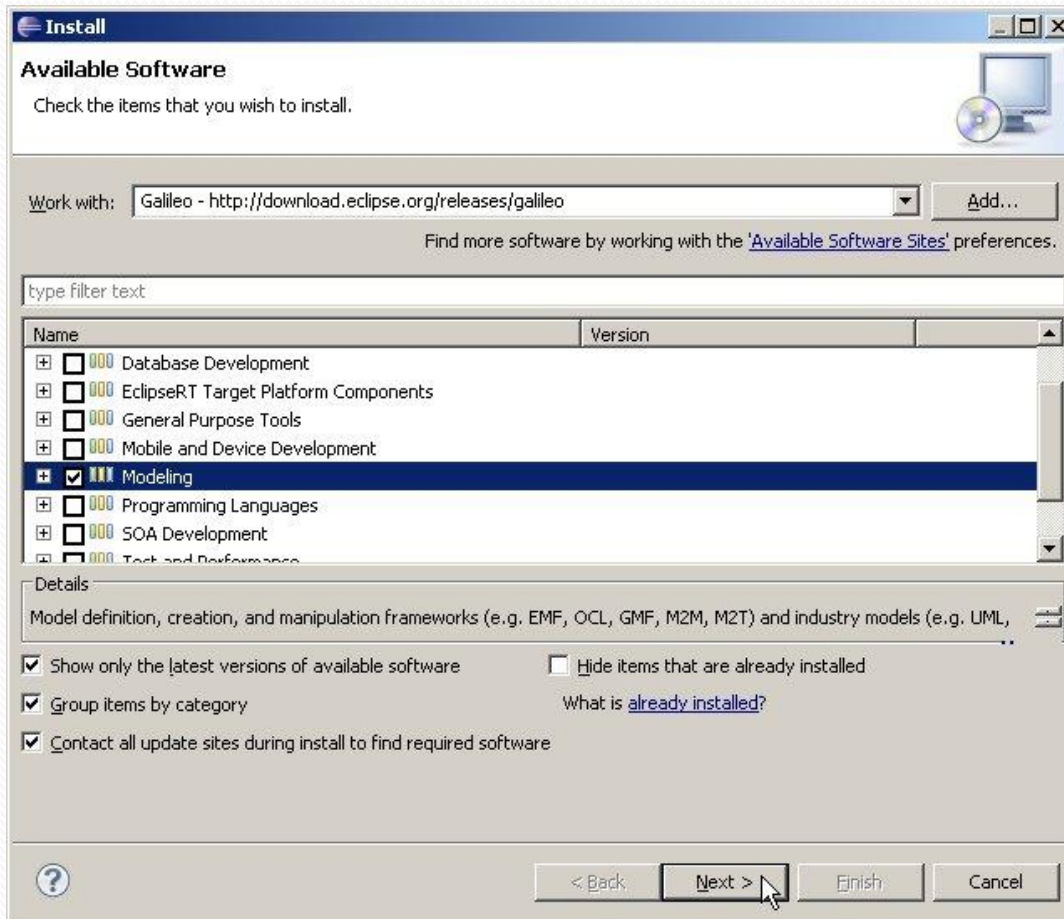 Install
Available Software
Check the items that you wish to install.
Work with: Galileo - http://download.eclipse.org/releases/galileo Add...
Find more software by working with the 'Available Software Sites' preferences.
type filter text
Name Version
Database Development
EclipseRT Target Platform Components
General Purpose Tools
Mobile and Device Development
Modeling
Programming Languages
SOA Development
Test and Performance
Details
Model definition, creation, and manipulation frameworks (e.g. EMF, OCL, GMF, M2M, M2T) and industry models (e.g. UML,
Show only the latest versions of available software Hide items that are already installed
Group items by category What is already installed?
Contact all update sites during install to find required software
? < Back Next > Finish Cancel